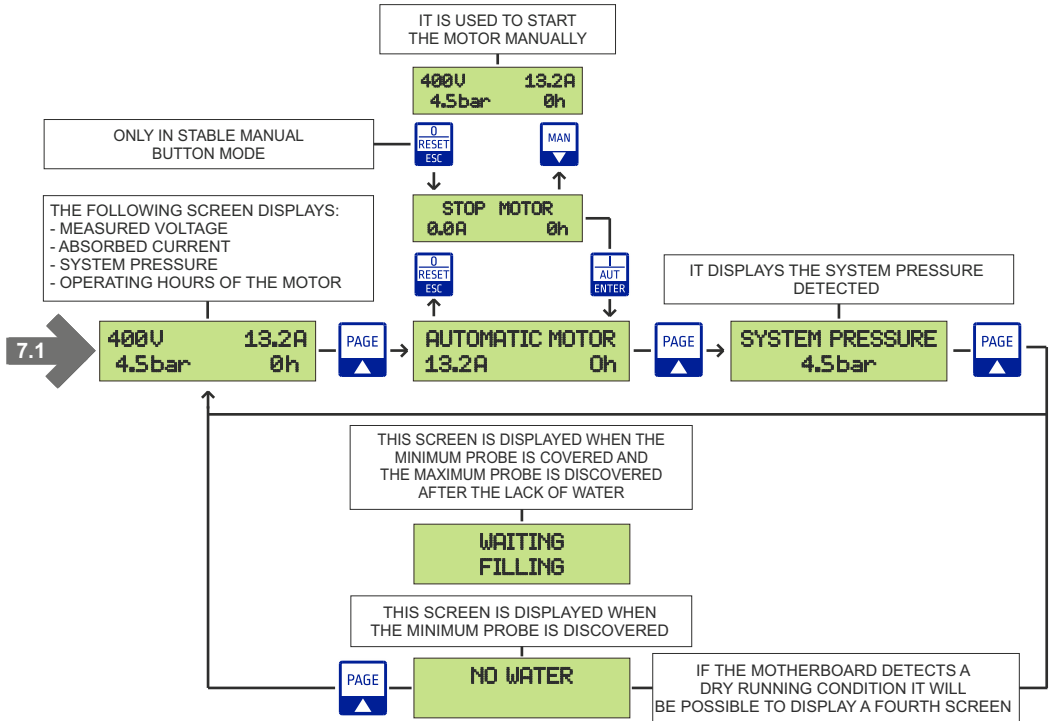 IT IS USED TO START
THE MOTOR MANUALLY
400V 13.2A
4.5bar 0h
ONLY IN STABLE MANUAL
BUTTON MODE
0
RESET
ESC
MAN
THE FOLLOWING SCREEN DISPLAYS:
- MEASURED VOLTAGE
- ABSORBED CURRENT
- SYSTEM PRESSURE
- OPERATING HOURS OF THE MOTOR
STOP MOTOR
0.0A 0h
0
RESET
ESC
I
AUT
ENTER
IT DISPLAYS THE SYSTEM PRESSURE
DETECTED
7.1
400V 13.2A
4.5bar 0h
PAGE
AUTOMATIC MOTOR
13.2A Oh
PAGE
SYSTEM PRESSURE
4.5bar
PAGE
THIS SCREEN IS DISPLAYED WHEN THE
MINIMUM PROBE IS COVERED AND
THE MAXIMUM PROBE IS DISCOVERED
AFTER THE LACK OF WATER
WAITING
FILLING
THIS SCREEN IS DISPLAYED WHEN
THE MINIMUM PROBE IS DISCOVERED
PAGE
NO WATER
IF THE MOTHERBOARD DETECTS A
DRY RUNNING CONDITION IT WILL
BE POSSIBLE TO DISPLAY A FOURTH SCREEN